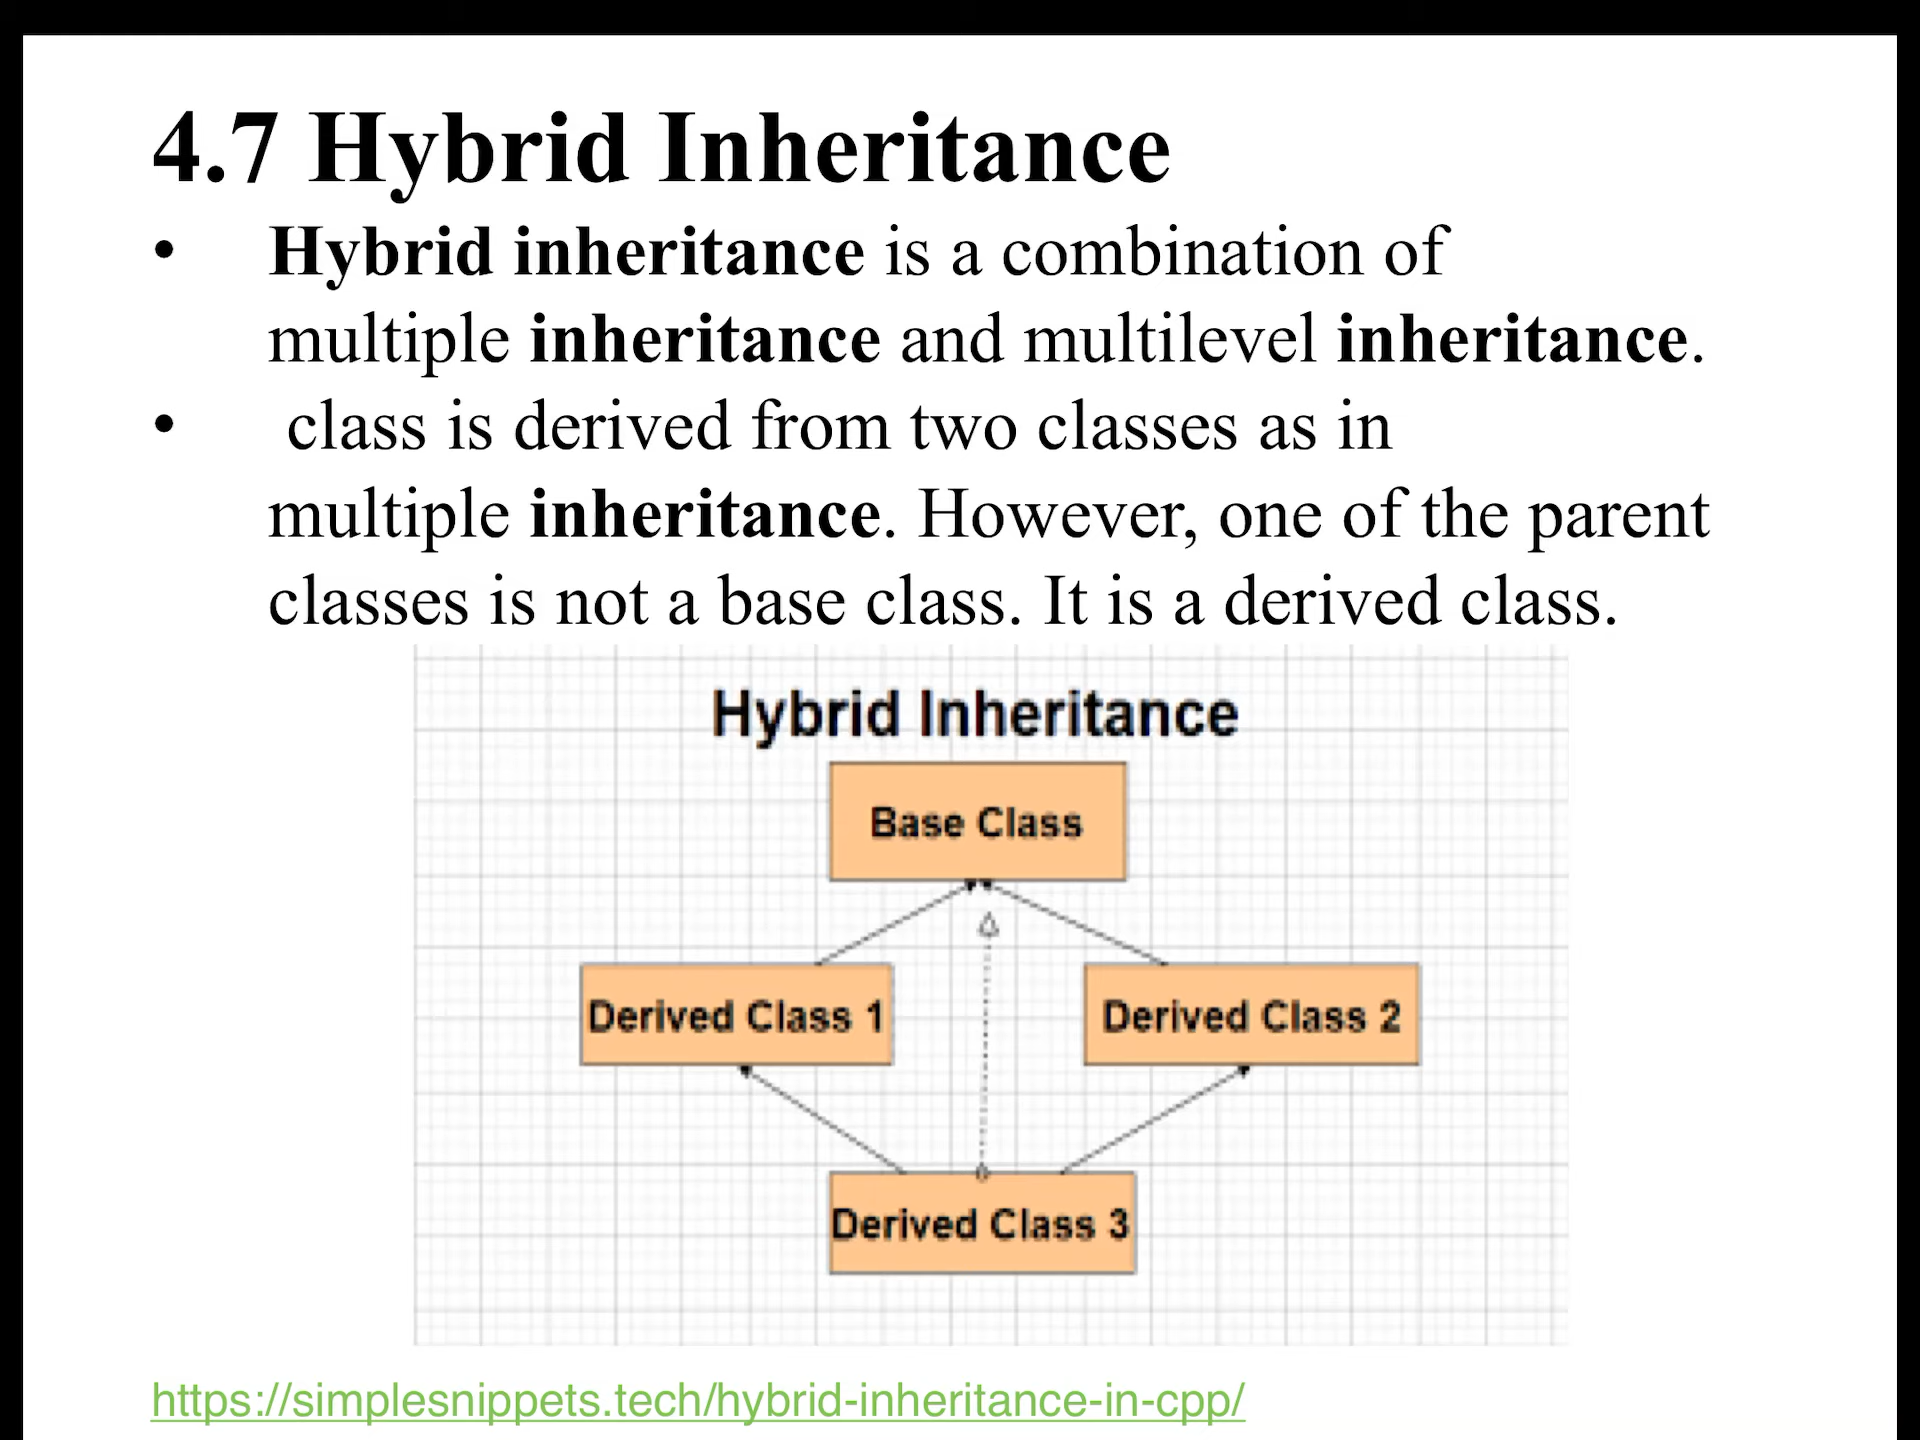 4.7 Hybrid Inheritance
• Hybrid inheritance is a combination of
multiple inheritance and multilevel inheritance.
• class is derived from two classes as in
multiple inheritance. However, one of the parent
classes is not a base class. It is a derived class.
Hybrid Inheritance
Base Class
Derived Class 1
Derived Class 2
Derived Class 3
https://simplesnippets.tech/hybrid-inheritance-in-cpp/